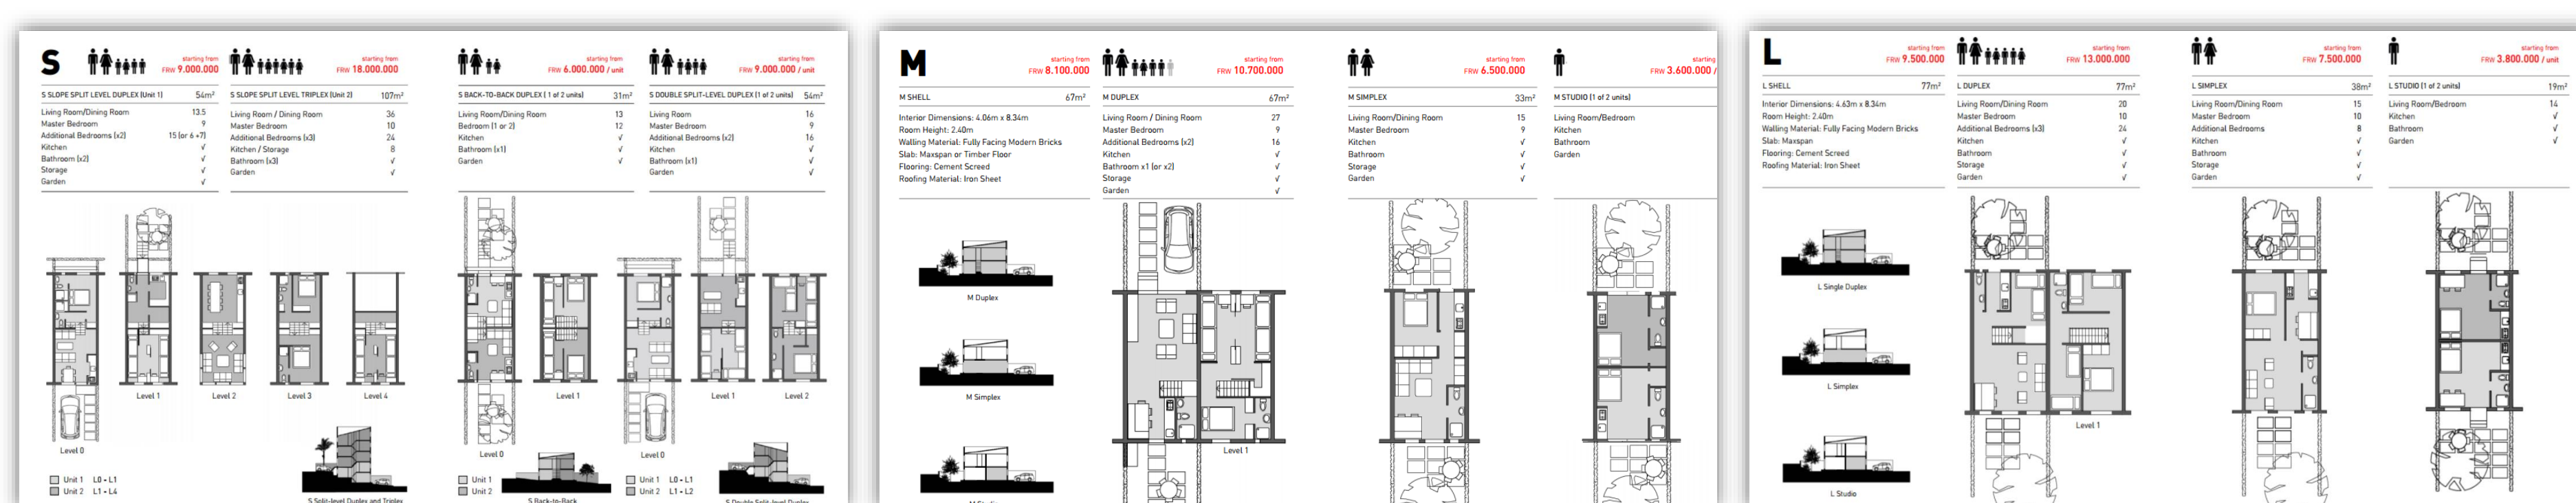 S
starting from
FRW 9.000.000
starting from
FRW 18.000.000
S SLOPE SPLIT LEVEL DUPLEX (Unit 1) 54m²
Living Room/Dining Room 13.5
Master Bedroom 9
Additional Bedrooms (x2) 15 (or 6 +7)
Kitchen √
Bathroom (x2) √
Storage √
Garden √
S SLOPE SPLIT LEVEL TRIPLEX (Unit 2) 107m²
Living Room / Dining Room 36
Master Bedroom 10
Additional Bedrooms (x3) 24
Kitchen / Storage 8
Bathroom (x3) √
Garden √
Level 0
Level 1
Level 2
Level 3
Level 4
Unit 1 L0 - L1
Unit 2 L1 - L4
S Split-level Duplex and Triplex
starting from
FRW 6.000.000 / unit
starting from
FRW 9.000.000 / unit
S BACK-TO-BACK DUPLEX ( 1 of 2 units) 31m²
Living Room/Dining Room 13
Bedroom (1 or 2) 12
Kitchen √
Bathroom (x1) √
Garden √
S DOUBLE SPLIT-LEVEL DUPLEX (1 of 2 units) 54m²
Living Room 16
Master Bedroom 9
Additional Bedrooms (x2) 16
Kitchen √
Bathroom (x1) √
Garden √
Level 0
Level 1
Level 0
Level 1
Level 2
Unit 1
Unit 2
S Back-to-Back
Unit 1 L0 - L1
Unit 2 L1 - L2
S Double Split-level Duplex
M
starting from
FRW 8.100.000
starting from
FRW 10.700.000
M SHELL 67m²
Interior Dimensions: 4.06m x 8.34m
Room Height: 2.40m
Walling Material: Fully Facing Modern Bricks
Slab: Maxspan or Timber Floor
Flooring: Cement Screed
Roofing Material: Iron Sheet
M DUPLEX 67m²
Living Room / Dining Room 27
Master Bedroom 9
Additional Bedrooms (x2) 16
Kitchen √
Bathroom x1 (or x2) √
Storage √
Garden √
M Duplex
M Simplex
M Studio
Level 1
starting from
FRW 6.500.000
starting
FRW 3.600.000 /
M SIMPLEX 33m²
Living Room/Dining Room 15
Master Bedroom 9
Kitchen √
Bathroom √
Storage √
Garden √
M STUDIO (1 of 2 units)
Living Room/Bedroom
Kitchen
Bathroom
Garden
L
starting from
FRW 9.500.000
starting from
FRW 13.000.000
L SHELL 77m²
Interior Dimensions: 4.63m x 8.34m
Room Height: 2.40m
Walling Material: Fully Facing Modern Bricks
Slab: Maxspan
Flooring: Cement Screed
Roofing Material: Iron Sheet
L DUPLEX 77m²
Living Room/Dining Room 20
Master Bedroom 10
Additional Bedrooms (x3) 24
Kitchen √
Bathroom √
Storage √
Garden √
L Single Duplex
L Simplex
L Studio
Level 1
starting from
FRW 7.500.000
starting from
FRW 3.800.000 / unit
L SIMPLEX 38m²
Living Room/Dining Room 15
Master Bedroom 10
Additional Bedrooms 8
Kitchen √
Bathroom √
Storage √
Garden √
L STUDIO (1 of 2 units) 19m²
Living Room/Bedroom 14
Kitchen √
Bathroom √
Garden √